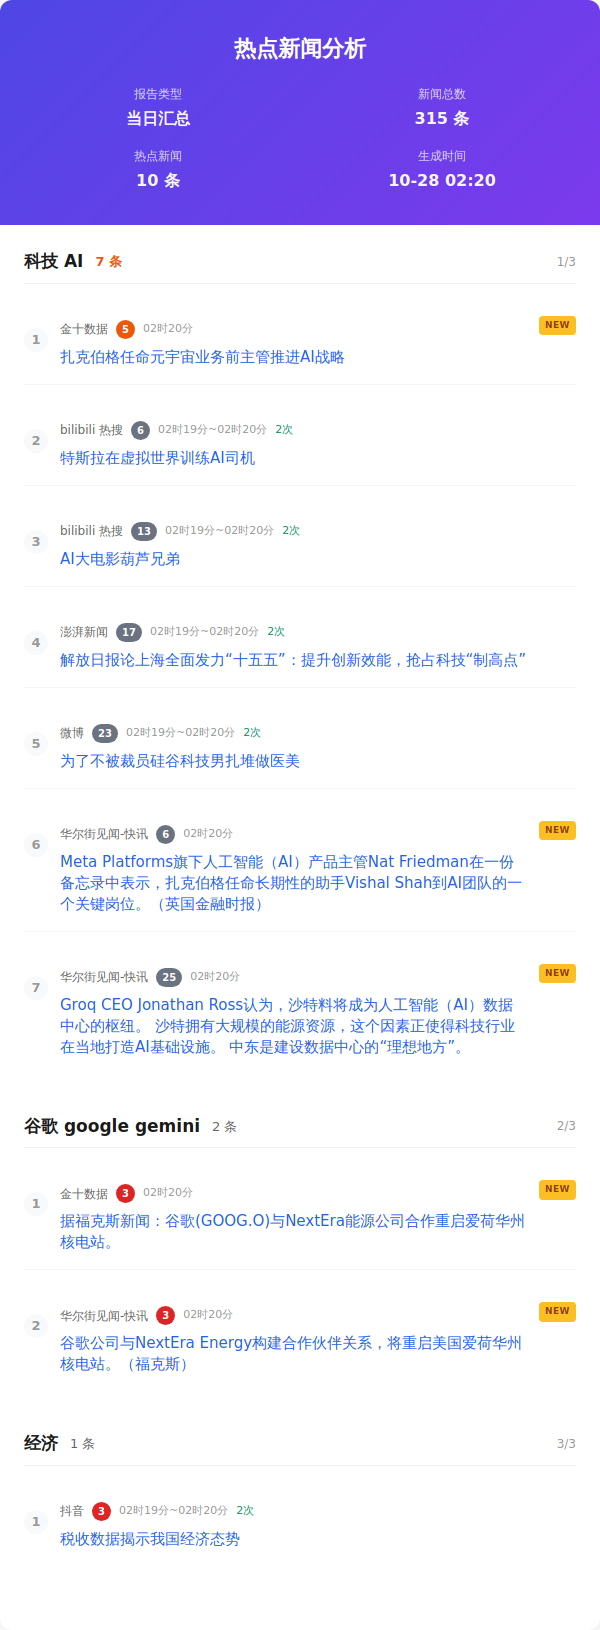 热点新闻分析
报告类型
新闻总数
当日汇总
315 条
热点新闻
生成时间
10 条
10-28 02:20
科技 AI 7 条 1/3
1 金十数据 5 02时20分 NEW
扎克伯格任命元宇宙业务前主管推进AI战略
2 bilibili 热搜 6 02时19分~02时20分 2次
特斯拉在虚拟世界训练AI司机
3 bilibili 热搜 13 02时19分~02时20分 2次
AI大电影葫芦兄弟
4 澎湃新闻 17 02时19分~02时20分 2次
解放日报论上海全面发力“十五五”：提升创新效能，抢占科技“制高点”
5 微博 23 02时19分~02时20分 2次
为了不被裁员硅谷科技男扎堆做医美
6 华尔街见闻-快讯 6 02时20分 NEW
Meta Platforms旗下人工智能（AI）产品主管Nat Friedman在一份
备忘录中表示，扎克伯格任命长期性的助手Vishal Shah到AI团队的一
个关键岗位。（英国金融时报）
7 华尔街见闻-快讯 25 02时20分 NEW
Groq CEO Jonathan Ross认为，沙特料将成为人工智能（AI）数据
中心的枢纽。 沙特拥有大规模的能源资源，这个因素正使得科技行业
在当地打造AI基础设施。 中东是建设数据中心的“理想地方”。
谷歌 google gemini 2 条 2/3
1 金十数据 3 02时20分 NEW
据福克斯新闻：谷歌(GOOG.O)与NextEra能源公司合作重启爱荷华州
核电站。
2 华尔街见闻-快讯 3 02时20分 NEW
谷歌公司与NextEra Energy构建合作伙伴关系，将重启美国爱荷华州
核电站。（福克斯）
经济 1 条 3/3
1 抖音 3 02时19分~02时20分 2次
税收数据揭示我国经济态势